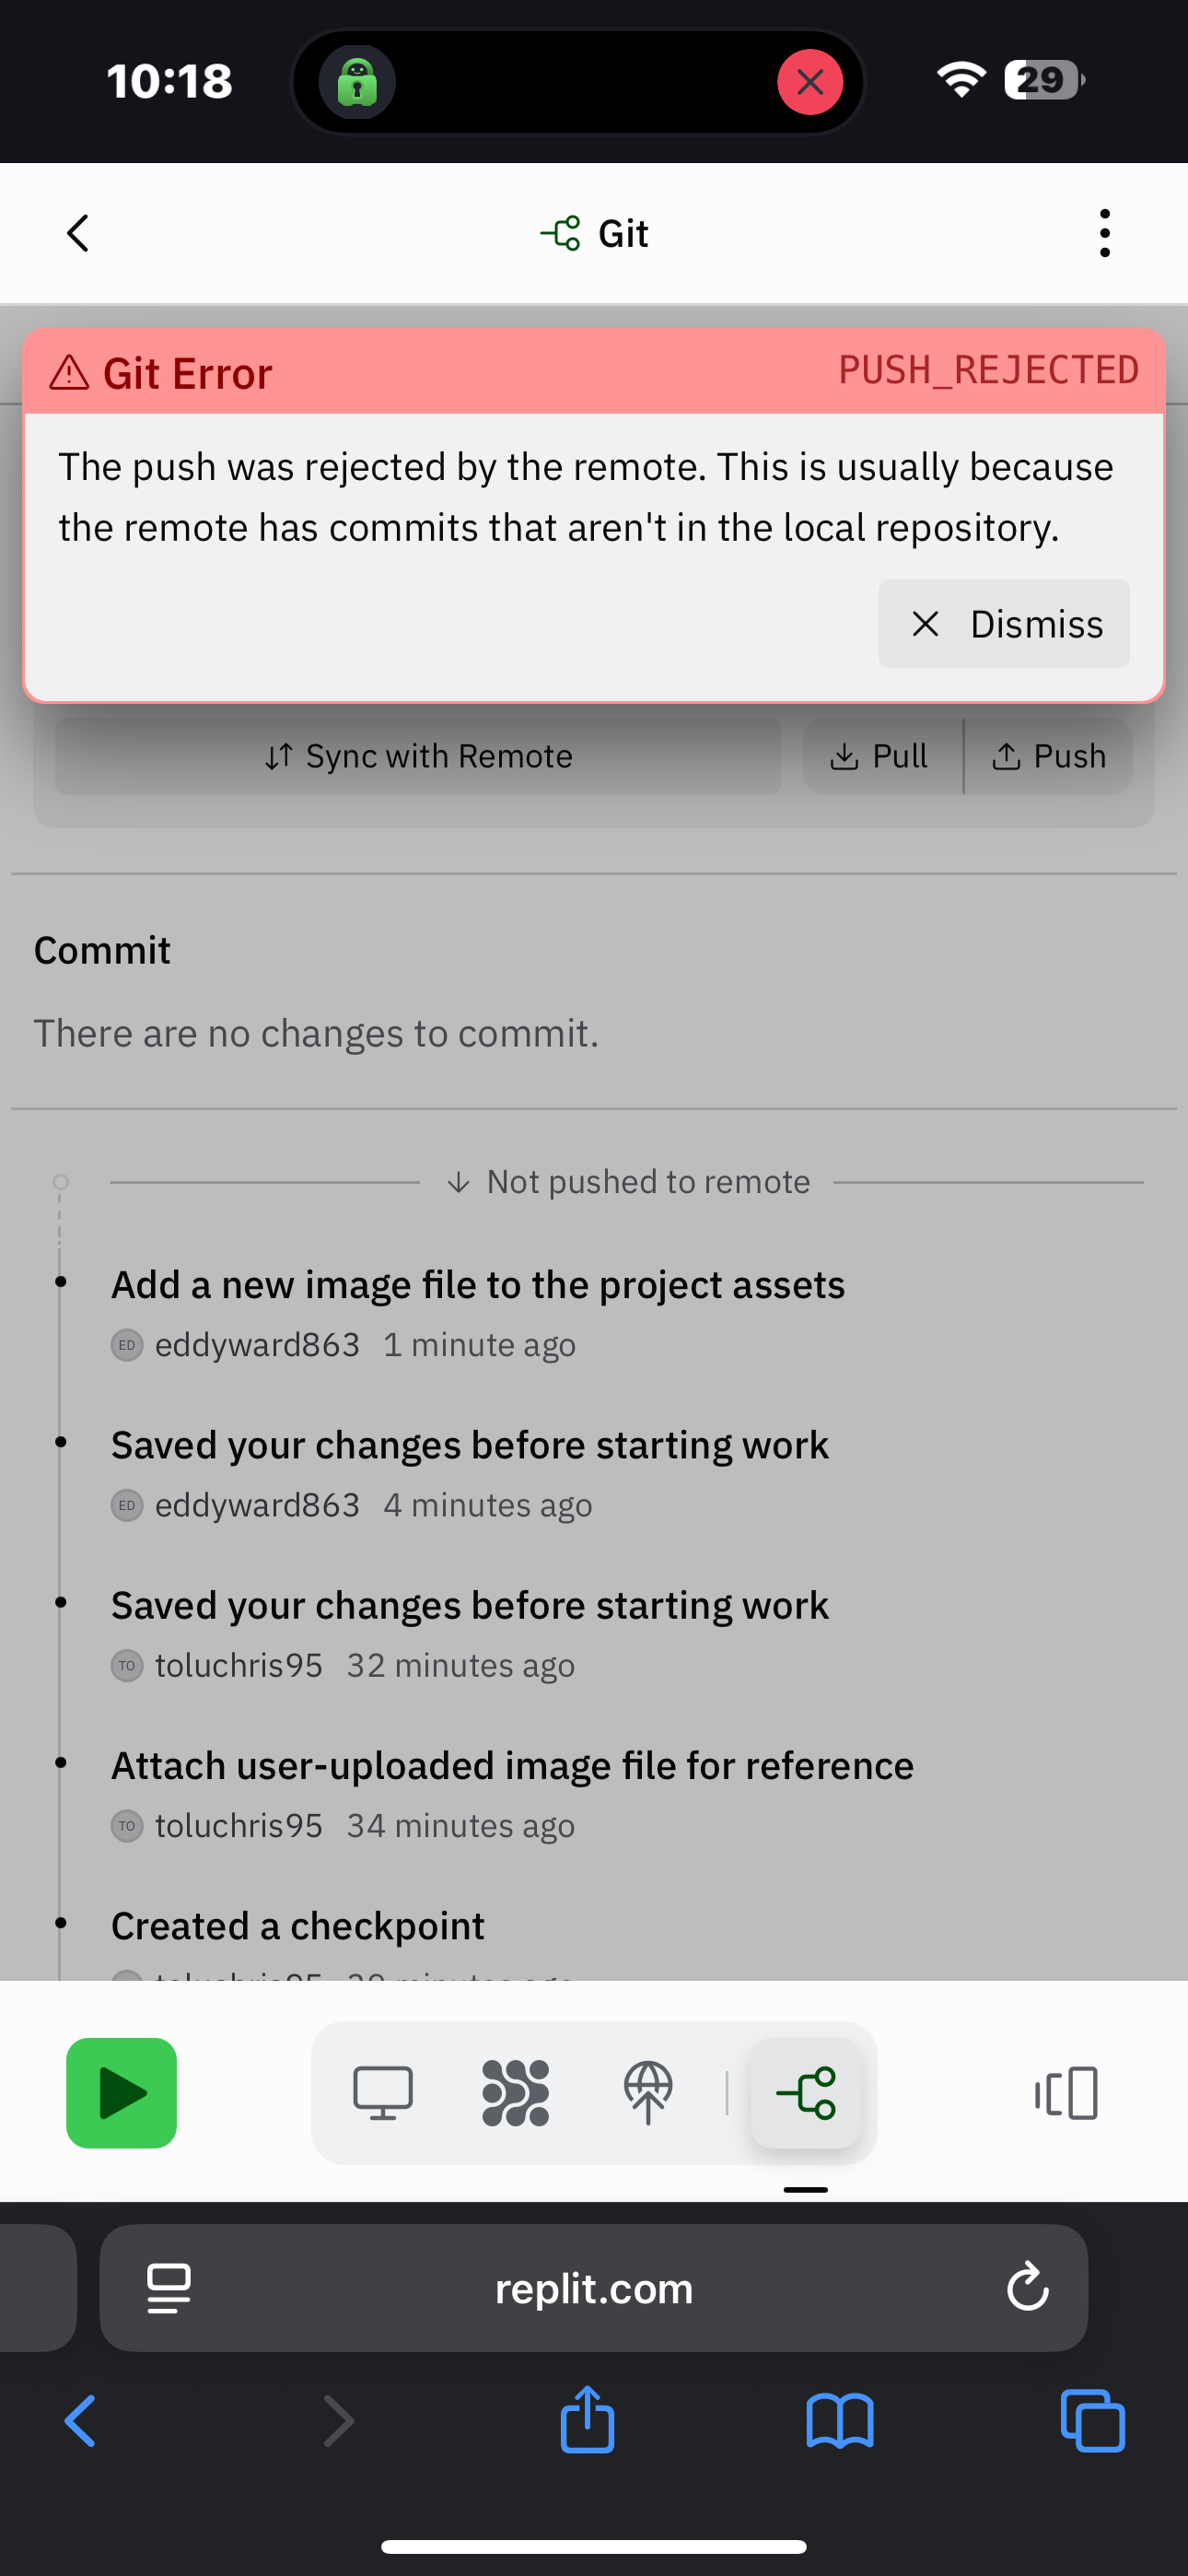 10:18
29
Git
Git Error
PUSH_REJECTED
The push was rejected by the remote. This is usually because
the remote has commits that aren't in the local repository.
Dismiss
Sync with Remote
Pull
Push
Commit
There are no changes to commit.
Not pushed to remote
Add a new image file to the project assets
ED eddyward863 1 minute ago
Saved your changes before starting work
ED eddyward863 4 minutes ago
Saved your changes before starting work
TO toluchris95 32 minutes ago
Attach user-uploaded image file for reference
TO toluchris95 34 minutes ago
Created a checkpoint
toluchris95
replit.com